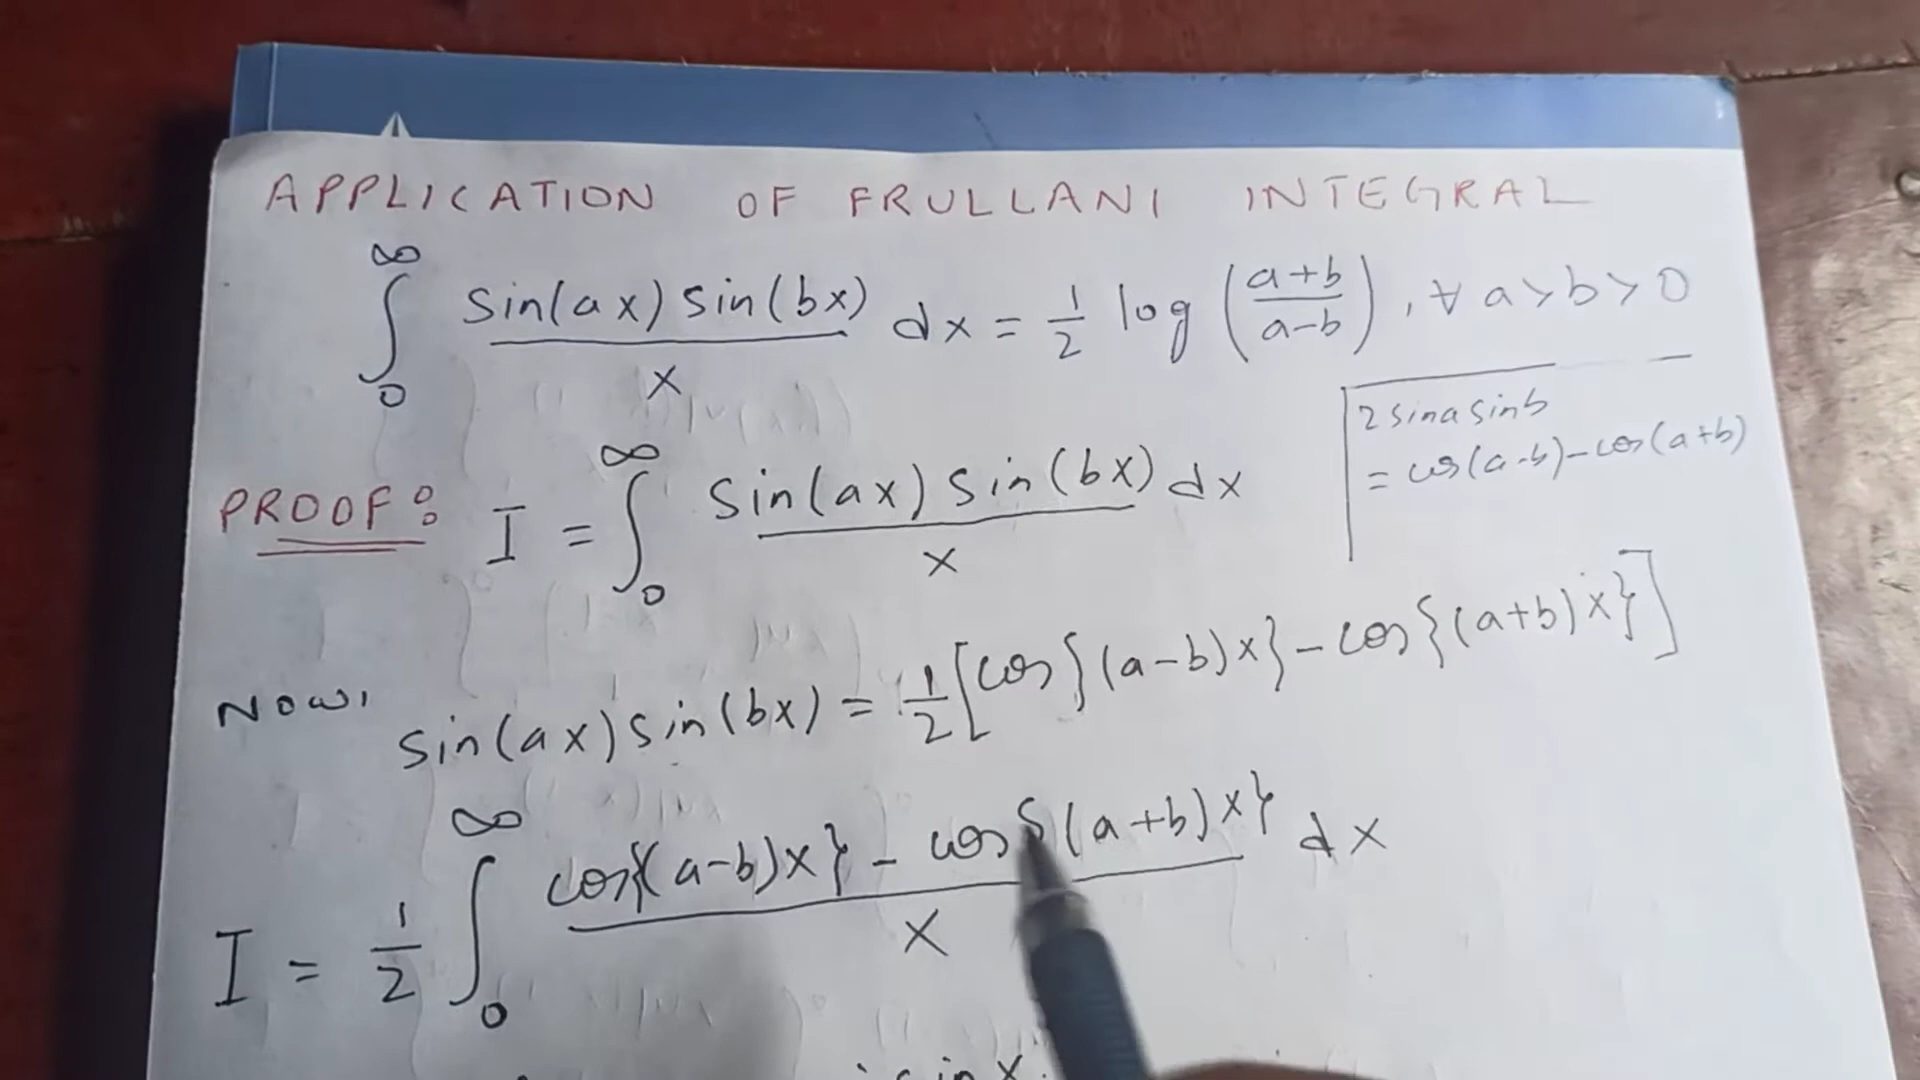 APPLICATION OF FRULLANI INTEGRAL
∫₀^∞ sin(ax) sin(bx) / x dx = 1/2 log ((a+b)/(a-b)), ∀ a>b>0
2 sina sinb
= cos(a-b)-cos(a+b)
PROOF: I = ∫₀^∞ sin(ax) sin(bx) / x dx
NOW, sin(ax) sin(bx) = 1/2 [cos{(a-b)x} - cos{(a+b)x}]
I = 1/2 ∫₀^∞ cos{(a-b)x} - cos{(a+b)x} / x dx
sin x